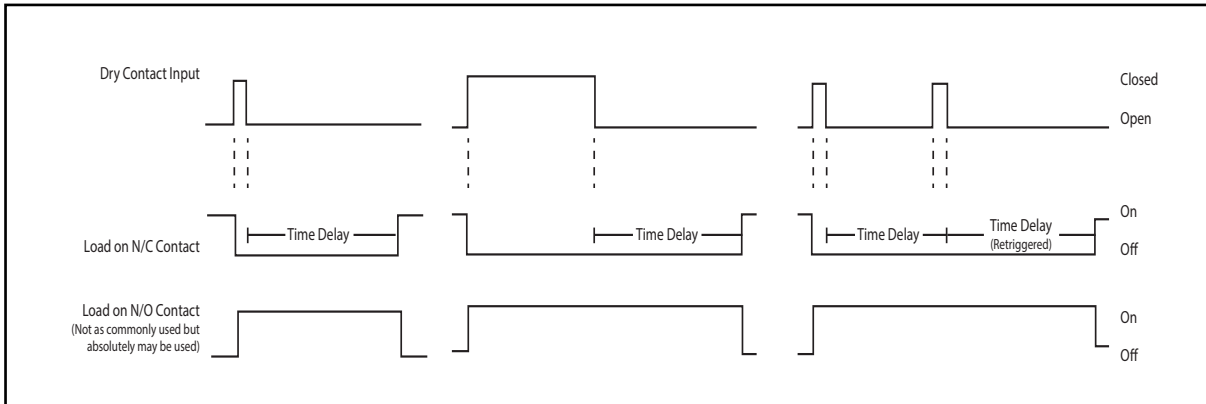 Dry Contact Input
Closed
Open
On
Time Delay
Time Delay
Time Delay
Time Delay
(Retriggered)
Load on N/C Contact
Off
Load on N/O Contact
(Not as commonly used but
absolutely may be used)
On
Off